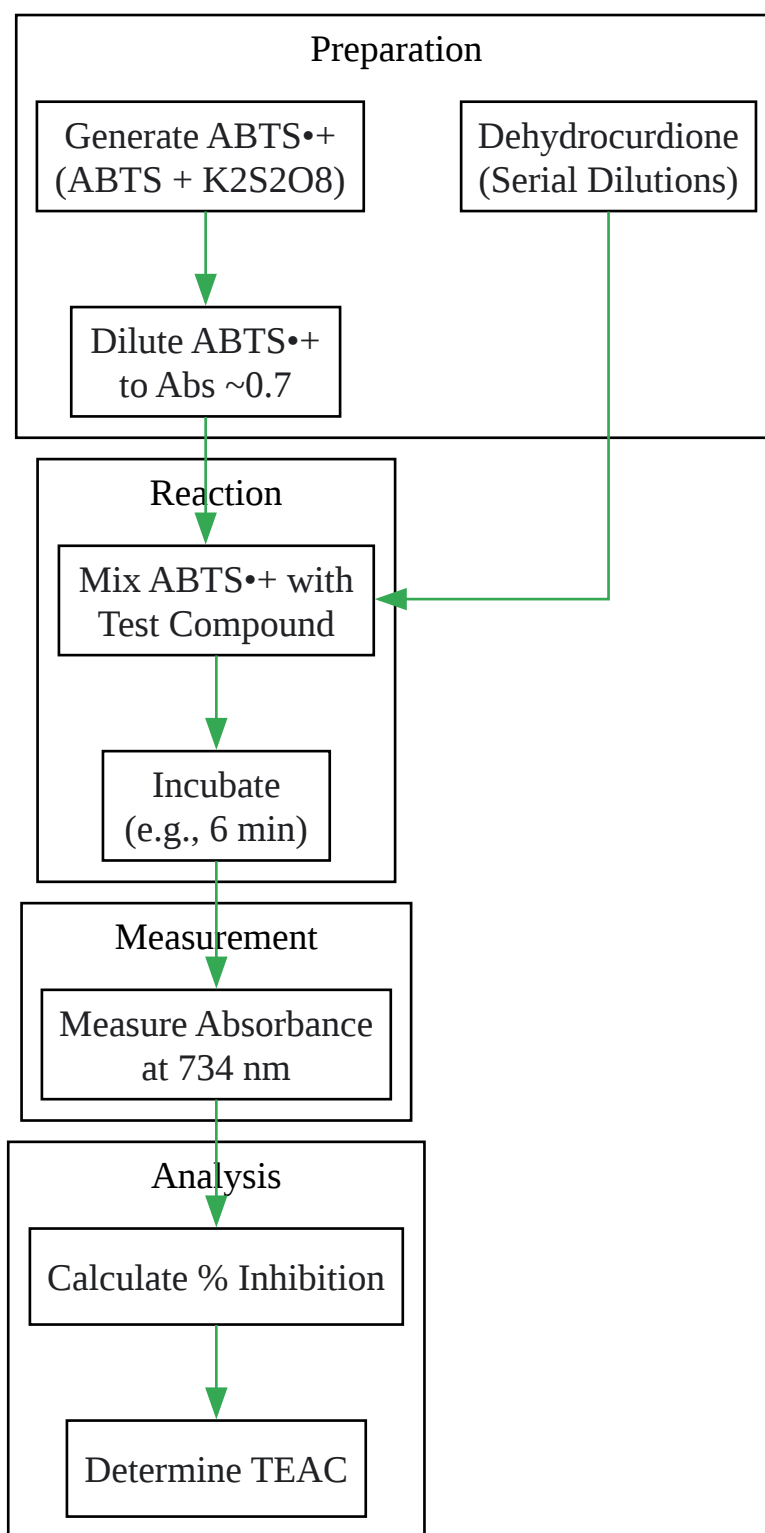 Preparation
Generate ABTS•+
(ABTS + K2S2O8)
Dehydrocurdione
(Serial Dilutions)
Dilute ABTS•+
to Abs ~0.7
Reaction
Mix ABTS•+ with
Test Compound
Incubate
(e.g., 6 min)
Measurement
Measure Absorbance
at 734 nm
Analysis
Calculate % Inhibition
Determine TEAC